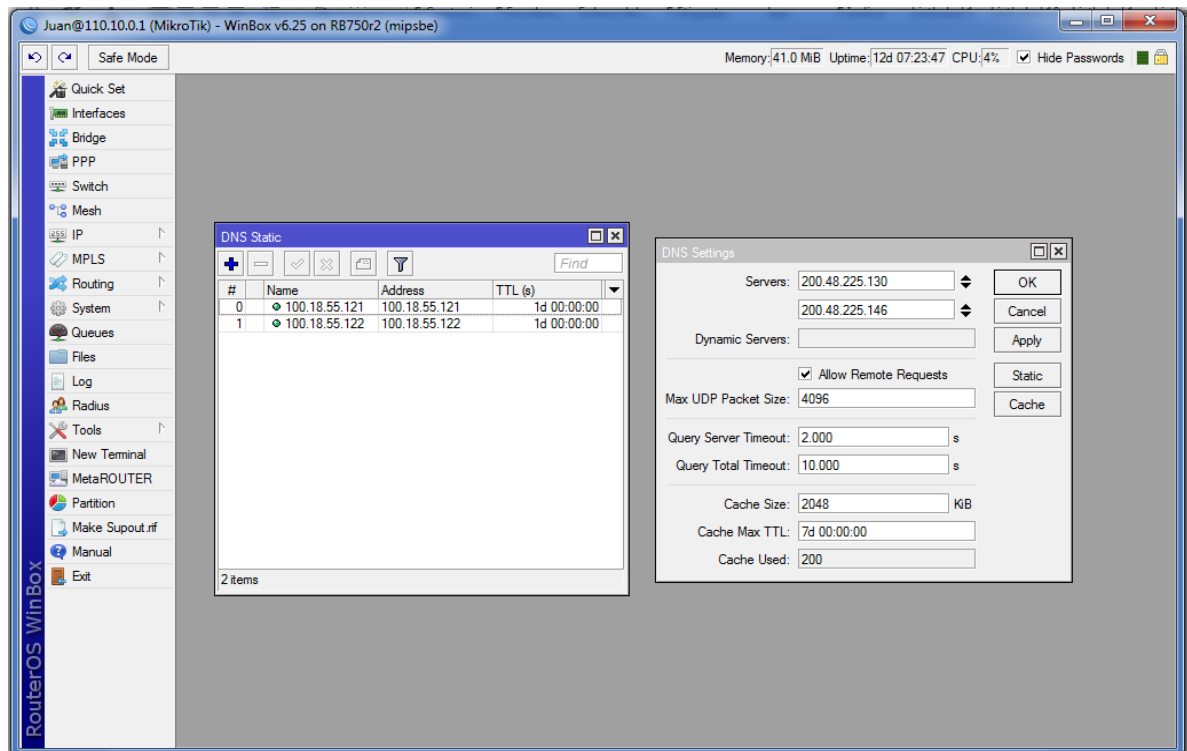 Juan@110.10.0.1 (MikroTik) - WinBox v6.25 on RB750r2 (mipsbe)
Safe Mode
Memory: 41.0 MiB Uptime: 12d 07:23:47 CPU: 4% Hide Passwords
Quick Set
Interfaces
Bridge
PPP
Switch
Mesh
IP
MPLS
Routing
System
Queues
Files
Log
Radius
Tools
New Terminal
MetaROUTER
Partition
Make Supout.rif
Manual
Exit
RouterOS WinBox
DNS Static
Find
# Name Address TTL (s)
0 100.18.55.121 100.18.55.121 1d 00:00:00
1 100.18.55.122 100.18.55.122 1d 00:00:00
2 items
DNS Settings
Servers: 200.48.225.130
200.48.225.146
Dynamic Servers:
Allow Remote Requests
Max UDP Packet Size: 4096
Query Server Timeout: 2.000 s
Query Total Timeout: 10.000 s
Cache Size: 2048 KiB
Cache Max TTL: 7d 00:00:00
Cache Used: 200
OK
Cancel
Apply
Static
Cache